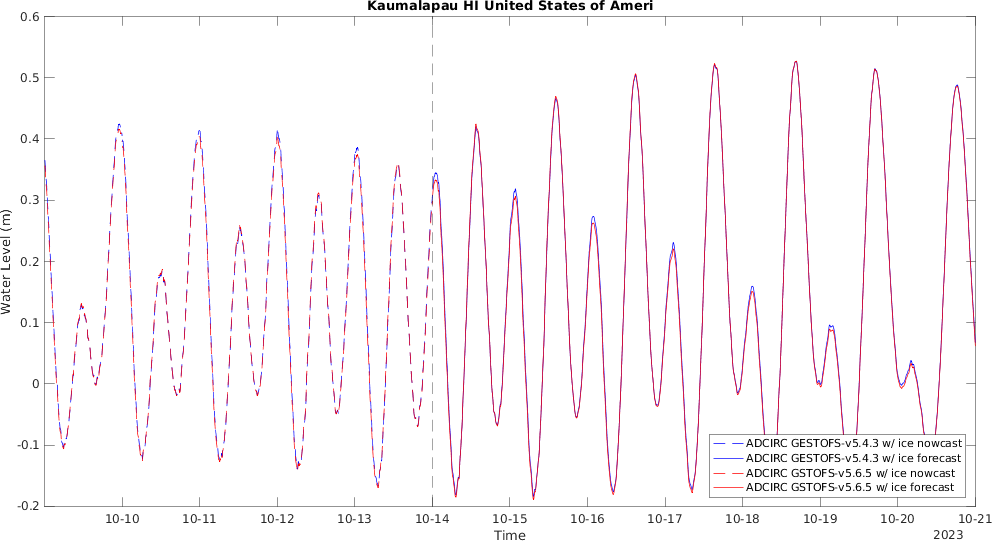 Kaumalapau HI United States of Ameri
Water Level (m)
0.6
0.5
0.4
0.3
0.2
0.1
0
-0.1
-0.2
ADCIRC GESTOFS-v5.4.3 w/ ice nowcast
ADCIRC GESTOFS-v5.4.3 w/ ice forecast
ADCIRC GSTOFS-v5.6.5 w/ ice nowcast
ADCIRC GSTOFS-v5.6.5 w/ ice forecast
10-10 10-11 10-12 10-13 10-14 10-15 10-16 10-17 10-18 10-19 10-20 10-21
Time
2023